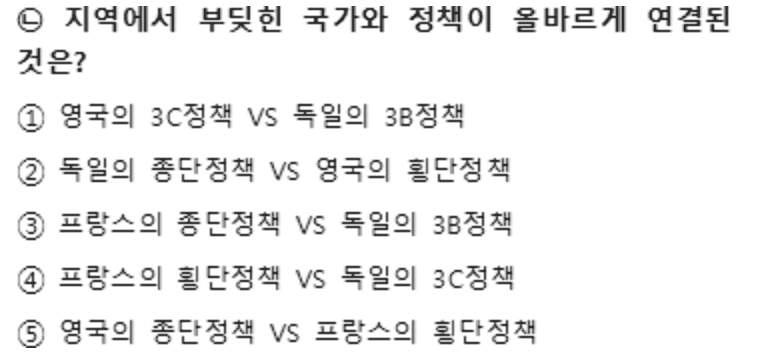 ㉡ 지역에서 부딪힌 국가와 정책이 올바르게 연결된
것은?
① 영국의 3C정책 VS 독일의 3B정책
② 독일의 종단정책 VS 영국의 횡단정책
③ 프랑스의 종단정책 VS 독일의 3B정책
④ 프랑스의 횡단정책 VS 독일의 3C정책
⑤ 영국의 종단정책 VS 프랑스의 횡단정책